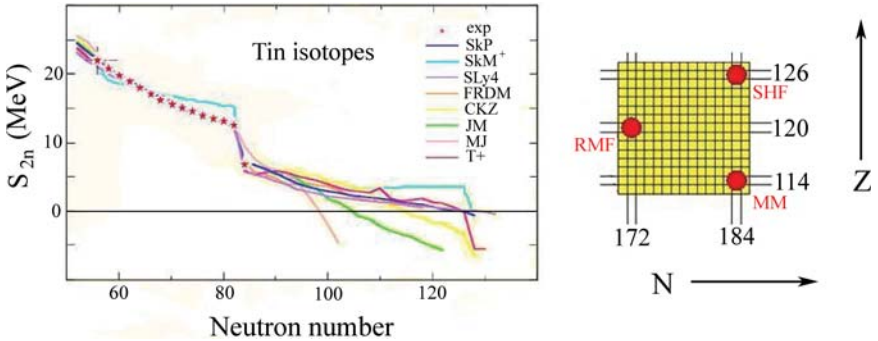 Tin isotopes
exp
SkP
SkM+
SLy4
FRDM
CKZ
JM
MJ
T+
S2n (MeV)
20
10
0
60
80
100
120
Neutron number
126
SHF
120
RMF
114
MM
172
184
Z
N